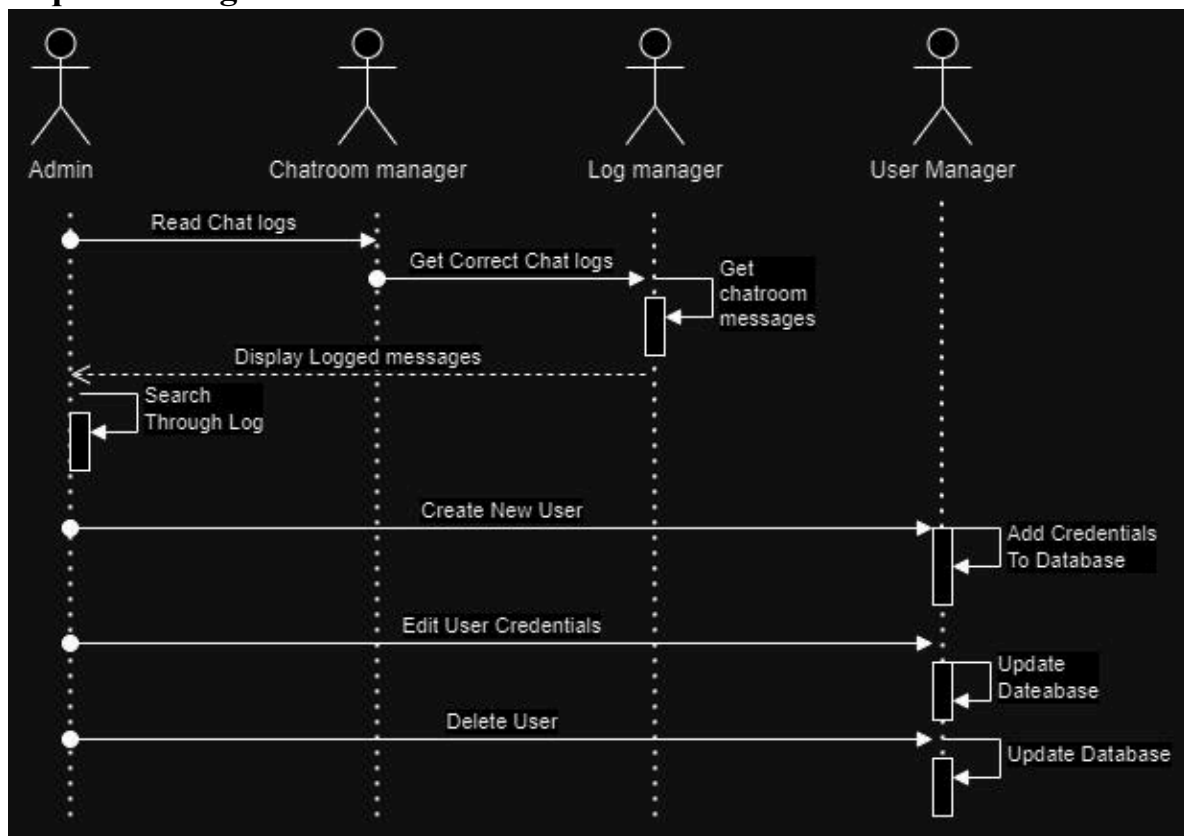 Admin
Chatroom manager
Log manager
User Manager
Read Chat logs
Get Correct Chat logs
Get
chatroom
messages
Display Logged messages
Search
Through Log
Create New User
Add Credentials
To Database
Edit User Credentials
Update
Dateabase
Delete User
Update Database